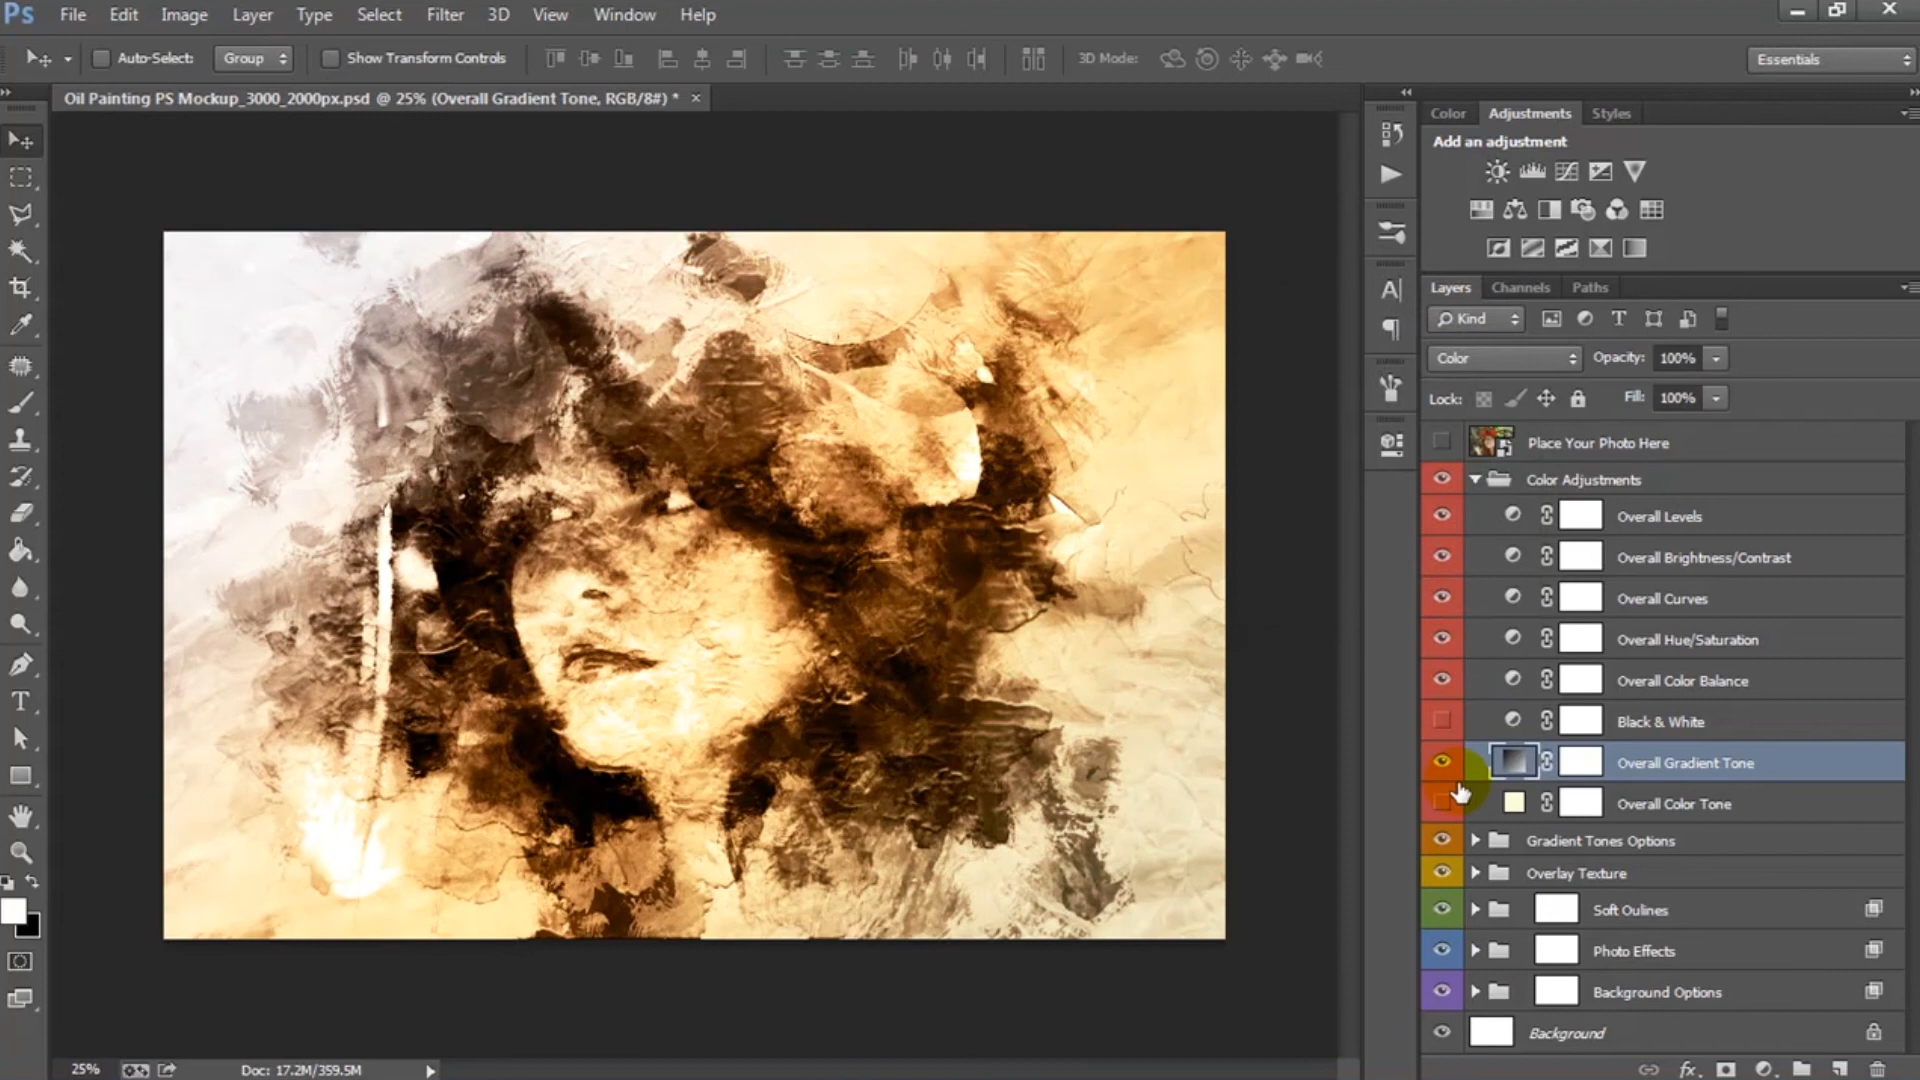 Ps File Edit Image Layer Type Select Filter 3D View Window Help
Auto-Select: Group Show Transform Controls 3D Mode: Essentials
Oil Painting PS Mockup_3000_2000px.psd @ 25% (Overall Gradient Tone, RGB/8#) * ×
Color Adjustments Styles
Add an adjustment
Layers Channels Paths
Kind
Color Opacity: 100%
Lock: Fill: 100%
Place Your Photo Here
Color Adjustments
Overall Levels
Overall Brightness/Contrast
Overall Curves
Overall Hue/Saturation
Overall Color Balance
Black & White
Overall Gradient Tone
Overall Color Tone
Gradient Tones Options
Overlay Texture
Soft Oulines
Photo Effects
Background Options
Background
25% Doc: 17.2M/359.5M